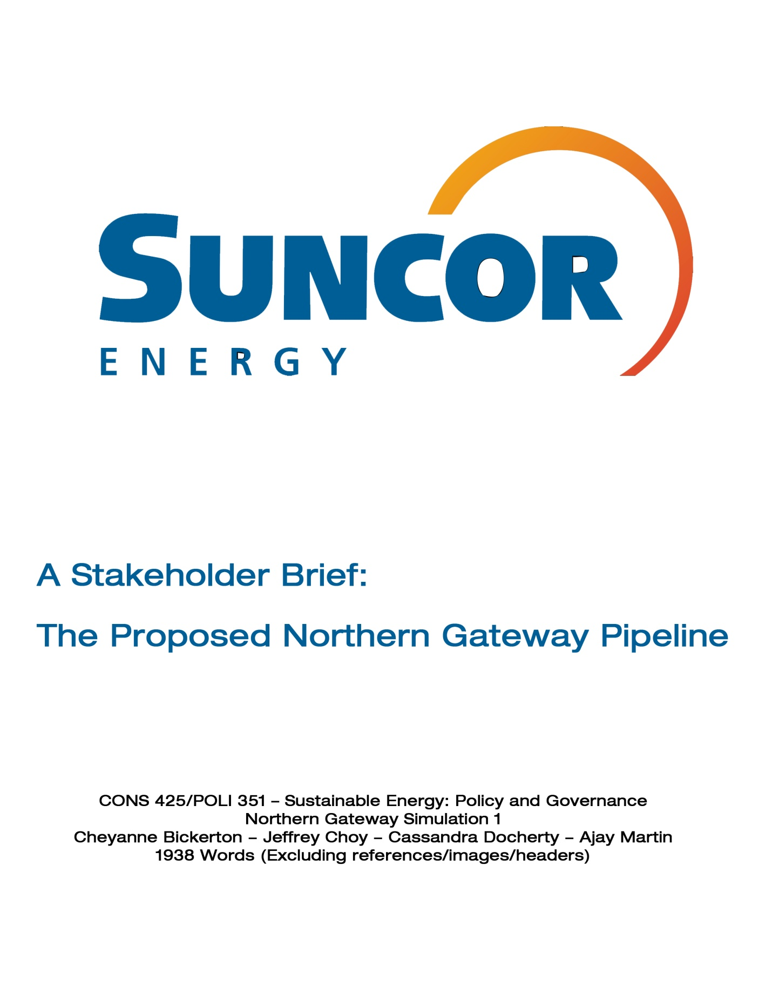 SUNCOR
ENERGY
A Stakeholder Brief:
The Proposed Northern Gateway Pipeline
CONS 425/POLI 351 – Sustainable Energy: Policy and Governance
Northern Gateway Simulation 1
Cheyanne Bickerton – Jeffrey Choy – Cassandra Docherty – Ajay Martin
1938 Words (Excluding references/images/headers)